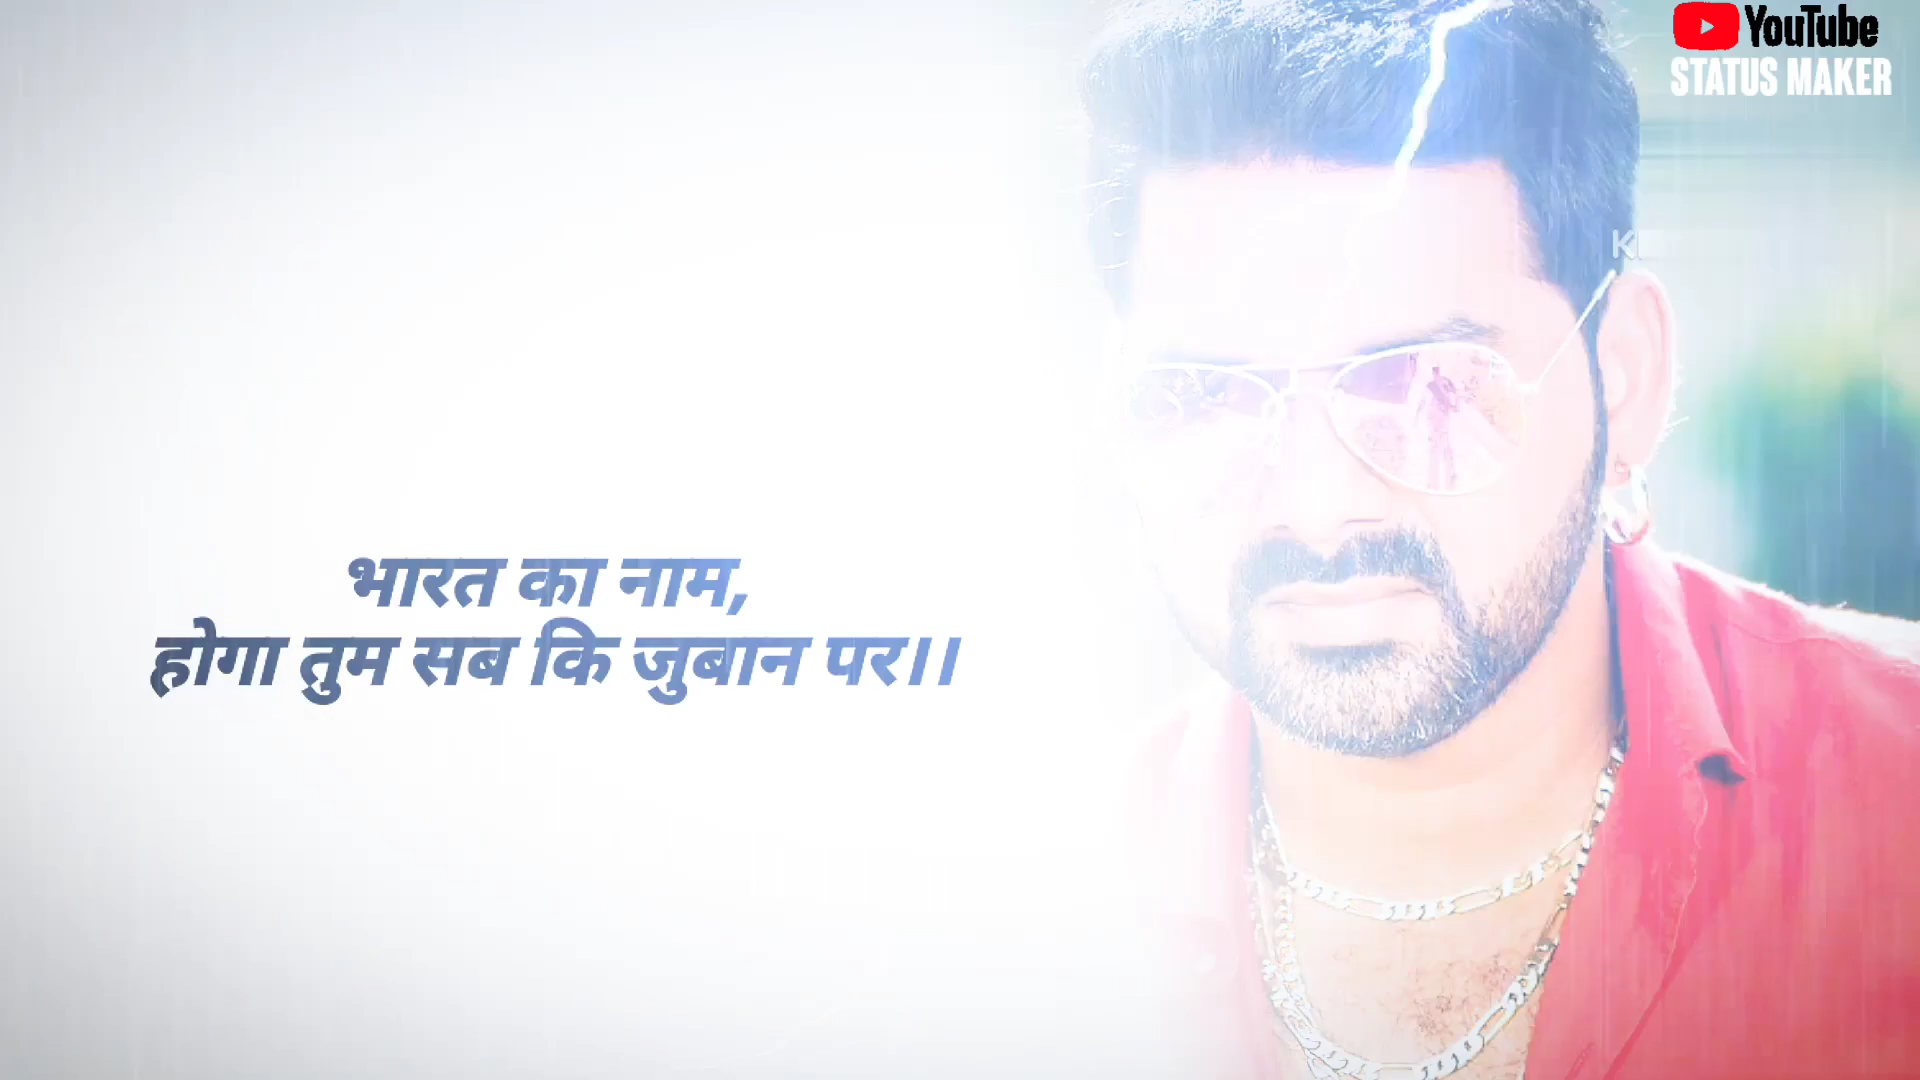 YouTube
STATUS MAKER
भारत का नाम,
होगा तुम सब कि जुबान पर।।